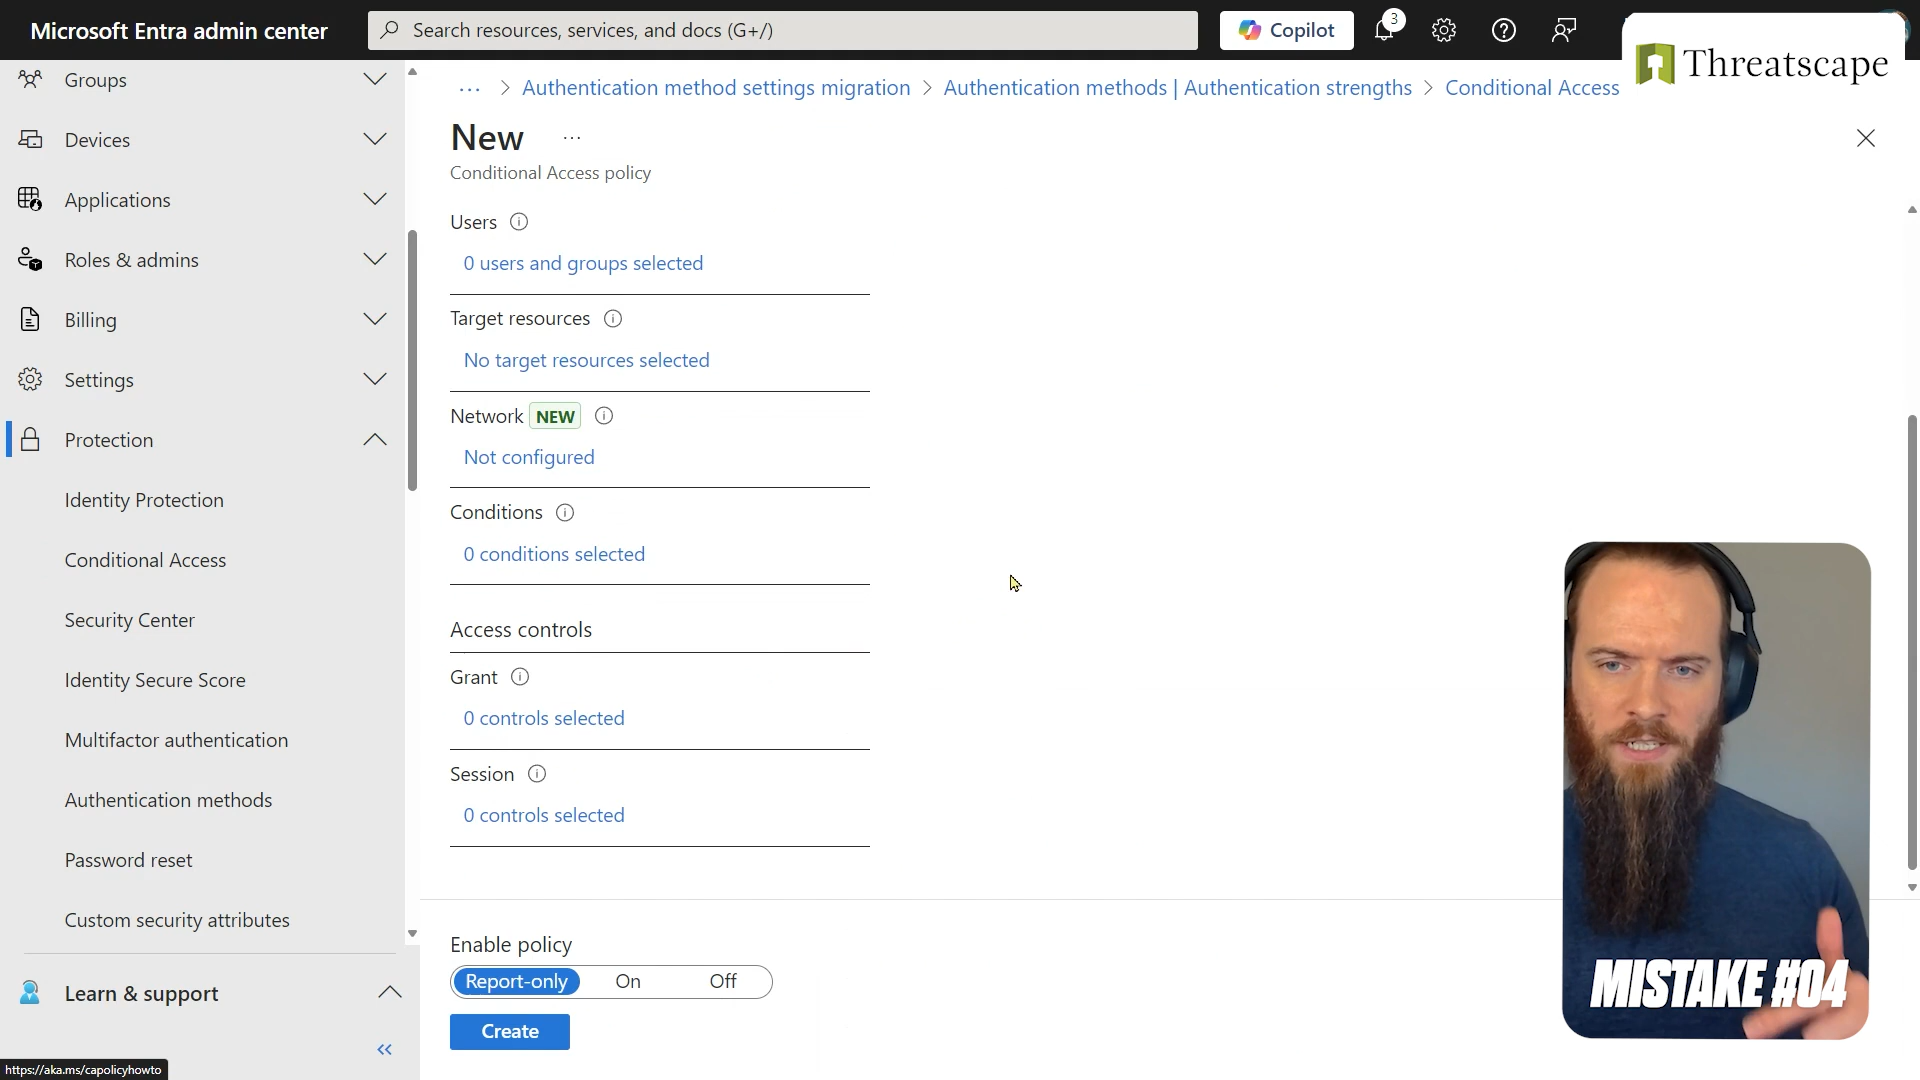 Microsoft Entra admin center
Search resources, services, and docs (G+/)
Copilot
3
Threatscape
Groups
Devices
Applications
Roles & admins
Billing
Settings
Protection
Identity Protection
Conditional Access
Security Center
Identity Secure Score
Multifactor authentication
Authentication methods
Password reset
Custom security attributes
Learn & support
https://aka.ms/capolicyhowto
... > Authentication method settings migration > Authentication methods | Authentication strengths > Conditional Access
New ...
Conditional Access policy
Users
0 users and groups selected
Target resources
No target resources selected
Network NEW
Not configured
Conditions
0 conditions selected
Access controls
Grant
0 controls selected
Session
0 controls selected
Enable policy
Report-only On Off
Create
MISTAKE #04